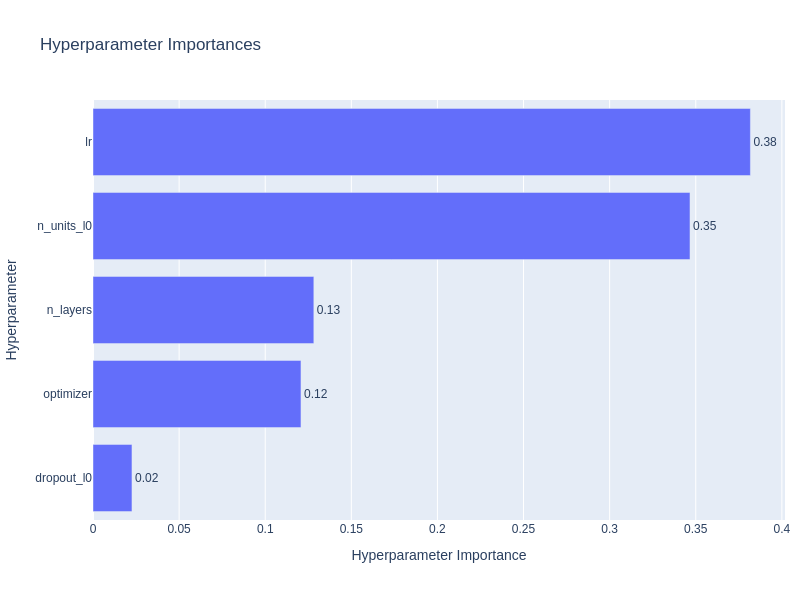 Hyperparameter Importances
lr
0.38
n_units_l0
0.35
n_layers
0.13
optimizer
0.12
dropout_l0
0.02
0
0.05
0.1
0.15
0.2
0.25
0.3
0.35
0.4
Hyperparameter Importance
Hyperparameter